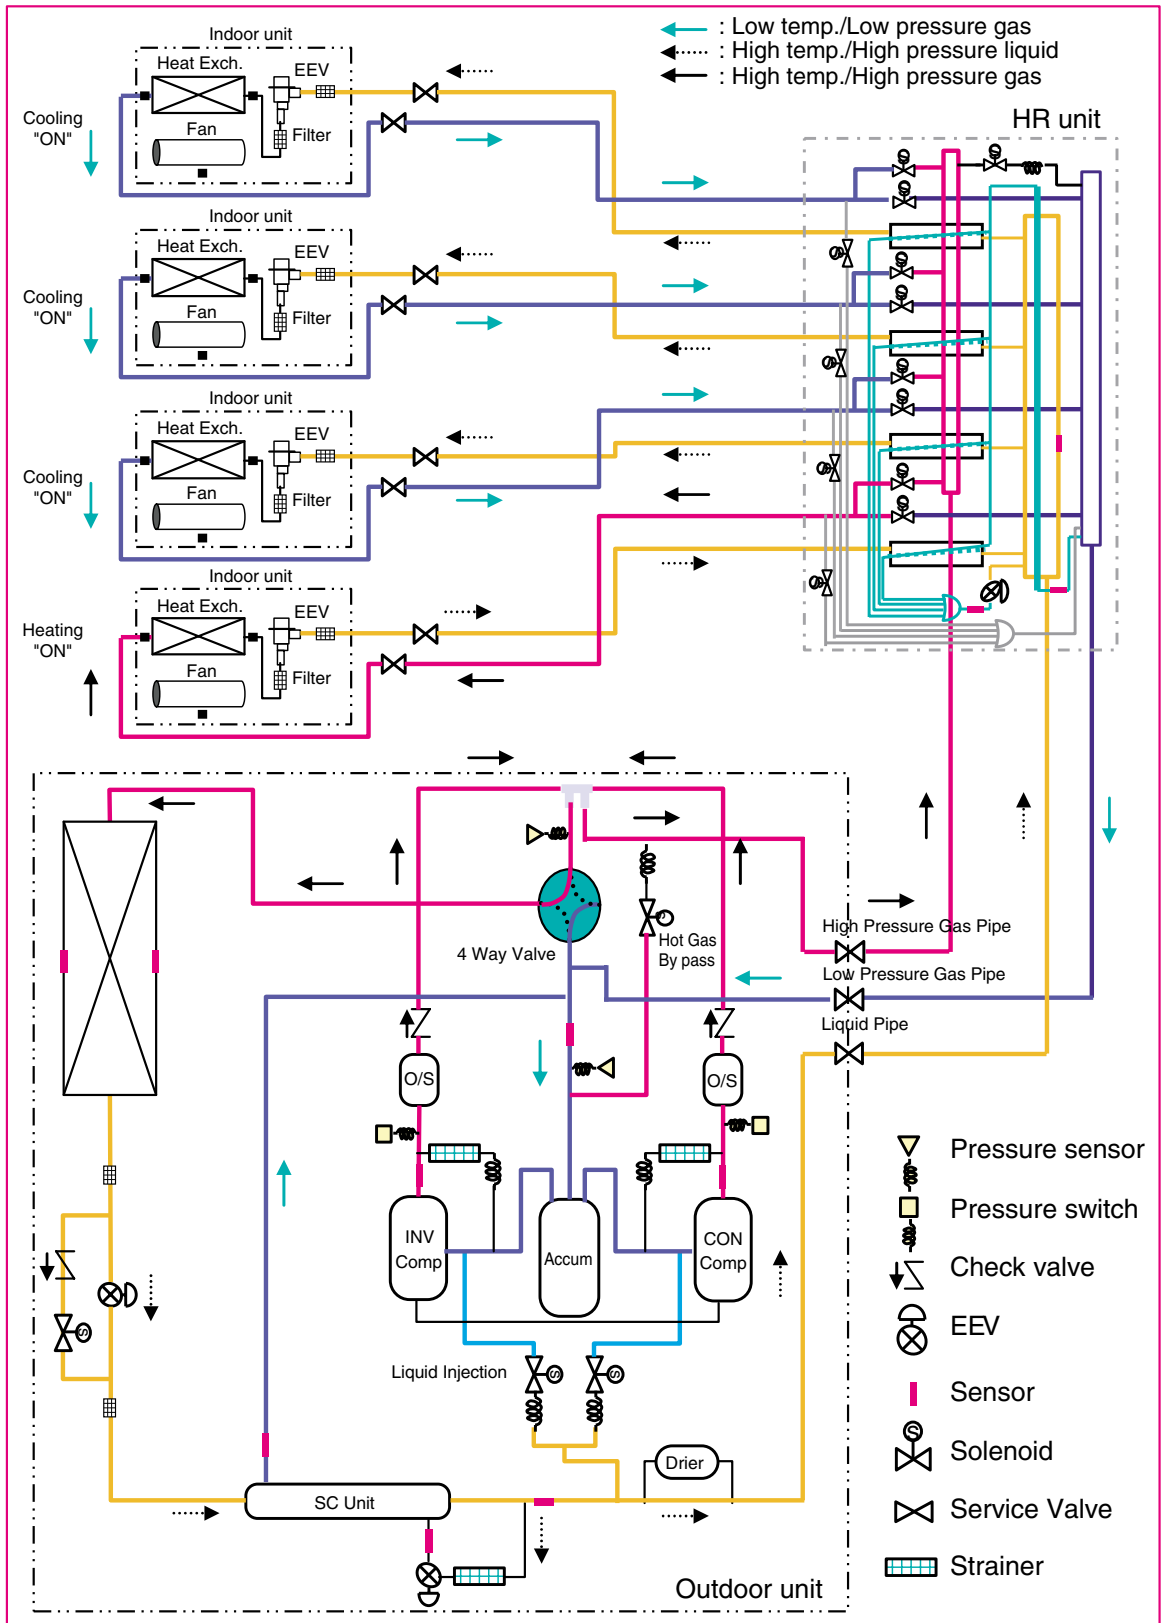 : Low temp./Low pressure gas
: High temp./High pressure liquid
: High temp./High pressure gas
HR unit
Indoor unit
Heat Exch.
EEV
Cooling
"ON"
Fan
Filter
Indoor unit
Heat Exch.
EEV
Cooling
"ON"
Fan
Filter
Indoor unit
Heat Exch.
EEV
Cooling
"ON"
Fan
Filter
Indoor unit
Heat Exch.
EEV
Heating
"ON"
Fan
Filter
4 Way Valve
S
Hot Gas
By pass
High Pressure Gas Pipe
Low Pressure Gas Pipe
Liquid Pipe
O/S
O/S
INV
Comp
Accum
CON
Comp
S
Liquid Injection
S
S
Drier
SC Unit
Outdoor unit
Pressure sensor
Pressure switch
Check valve
EEV
Sensor
S
Solenoid
Service Valve
Strainer